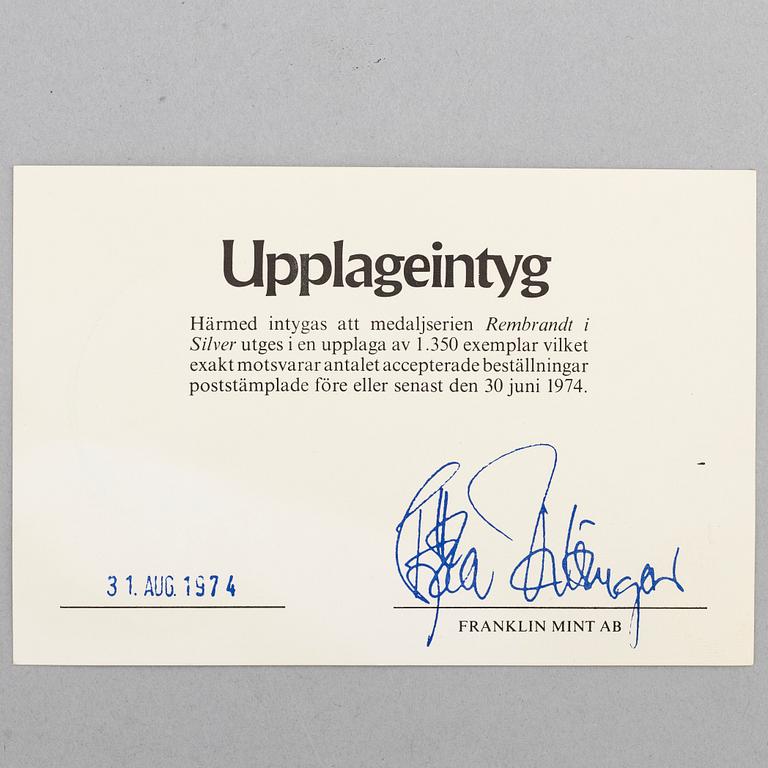 Upplageintyg
Härmed intygas att medaljserien Rembrandt i
Silver utges i en upplaga av 1.350 exemplar vilket
exakt motsvarar antalet accepterade beställningar
poststämplade före eller senast den 30 juni 1974.
31. AUG. 1974
FRANKLIN MINT AB